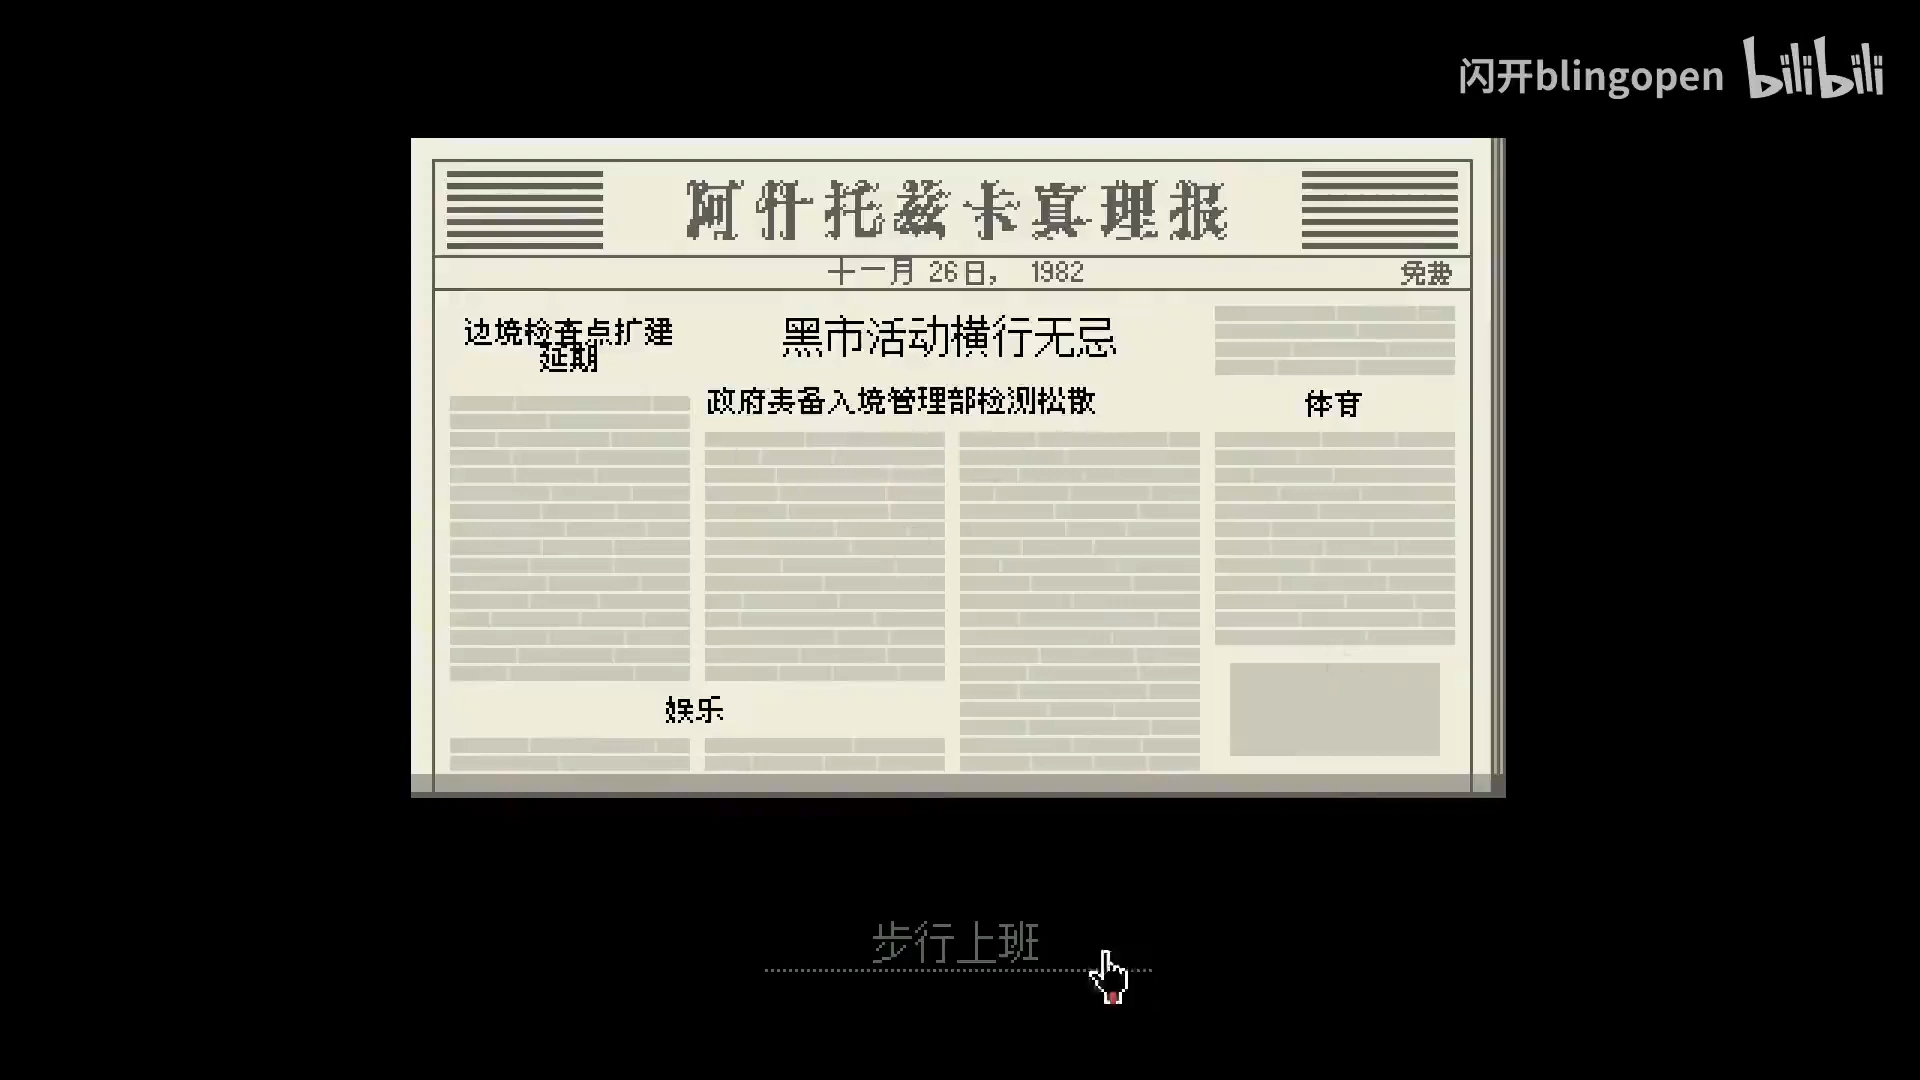 闪开blingopen bilibili
阿什托兹卡真理报
十一月 26日， 1982
免费
边境检查点扩建
延期
黑市活动横行无忌
政府责备入境管理部检测松散
体育
娱乐
步行上班